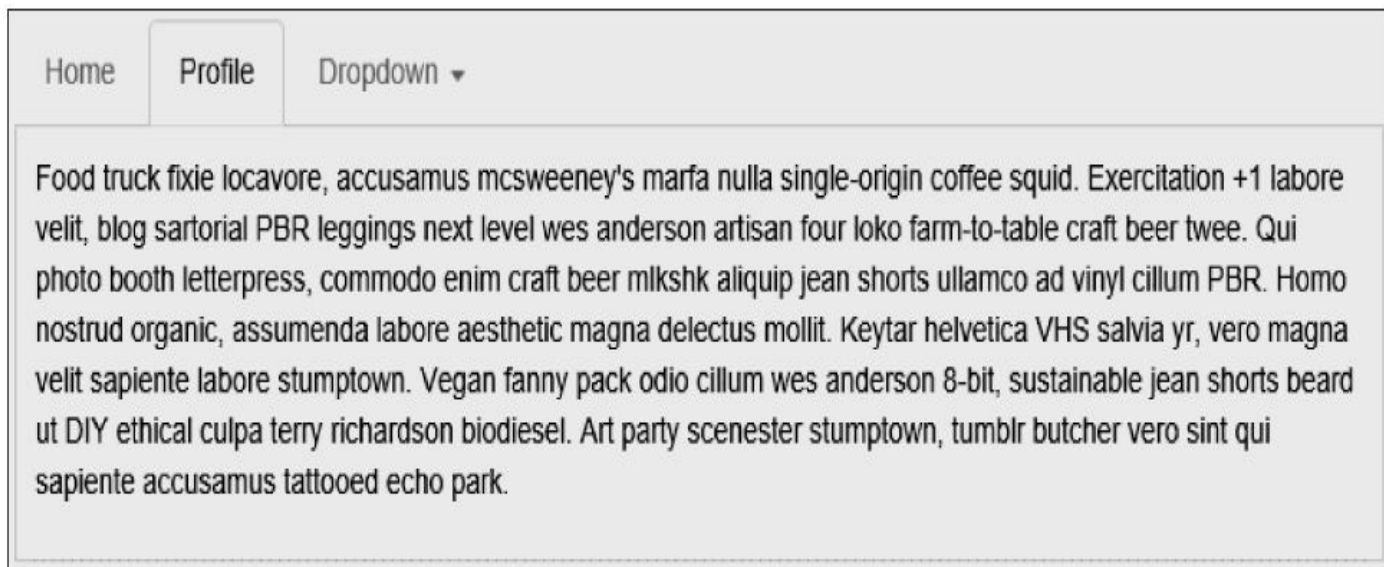 Home Profile Dropdown
Food truck fixie locavore, accusamus mcsweeney's marfa nulla single-origin coffee squid. Exercitation +1 labore
velit, blog sartorial PBR leggings next level wes anderson artisan four loko farm-to-table craft beer twee. Qui
photo booth letterpress, commodo enim craft beer mlkshk aliquip jean shorts ullamco ad vinyl cillum PBR. Homo
nostrud organic, assumenda labore aesthetic magna delectus mollit. Keytar helvetica VHS salvia yr, vero magna
velit sapiente labore stumptown. Vegan fanny pack odio cillum wes anderson 8-bit, sustainable jean shorts beard
ut DIY ethical culpa terry richardson biodiesel. Art party scenester stumptown, tumblr butcher vero sint qui
sapiente accusamus tattooed echo park.